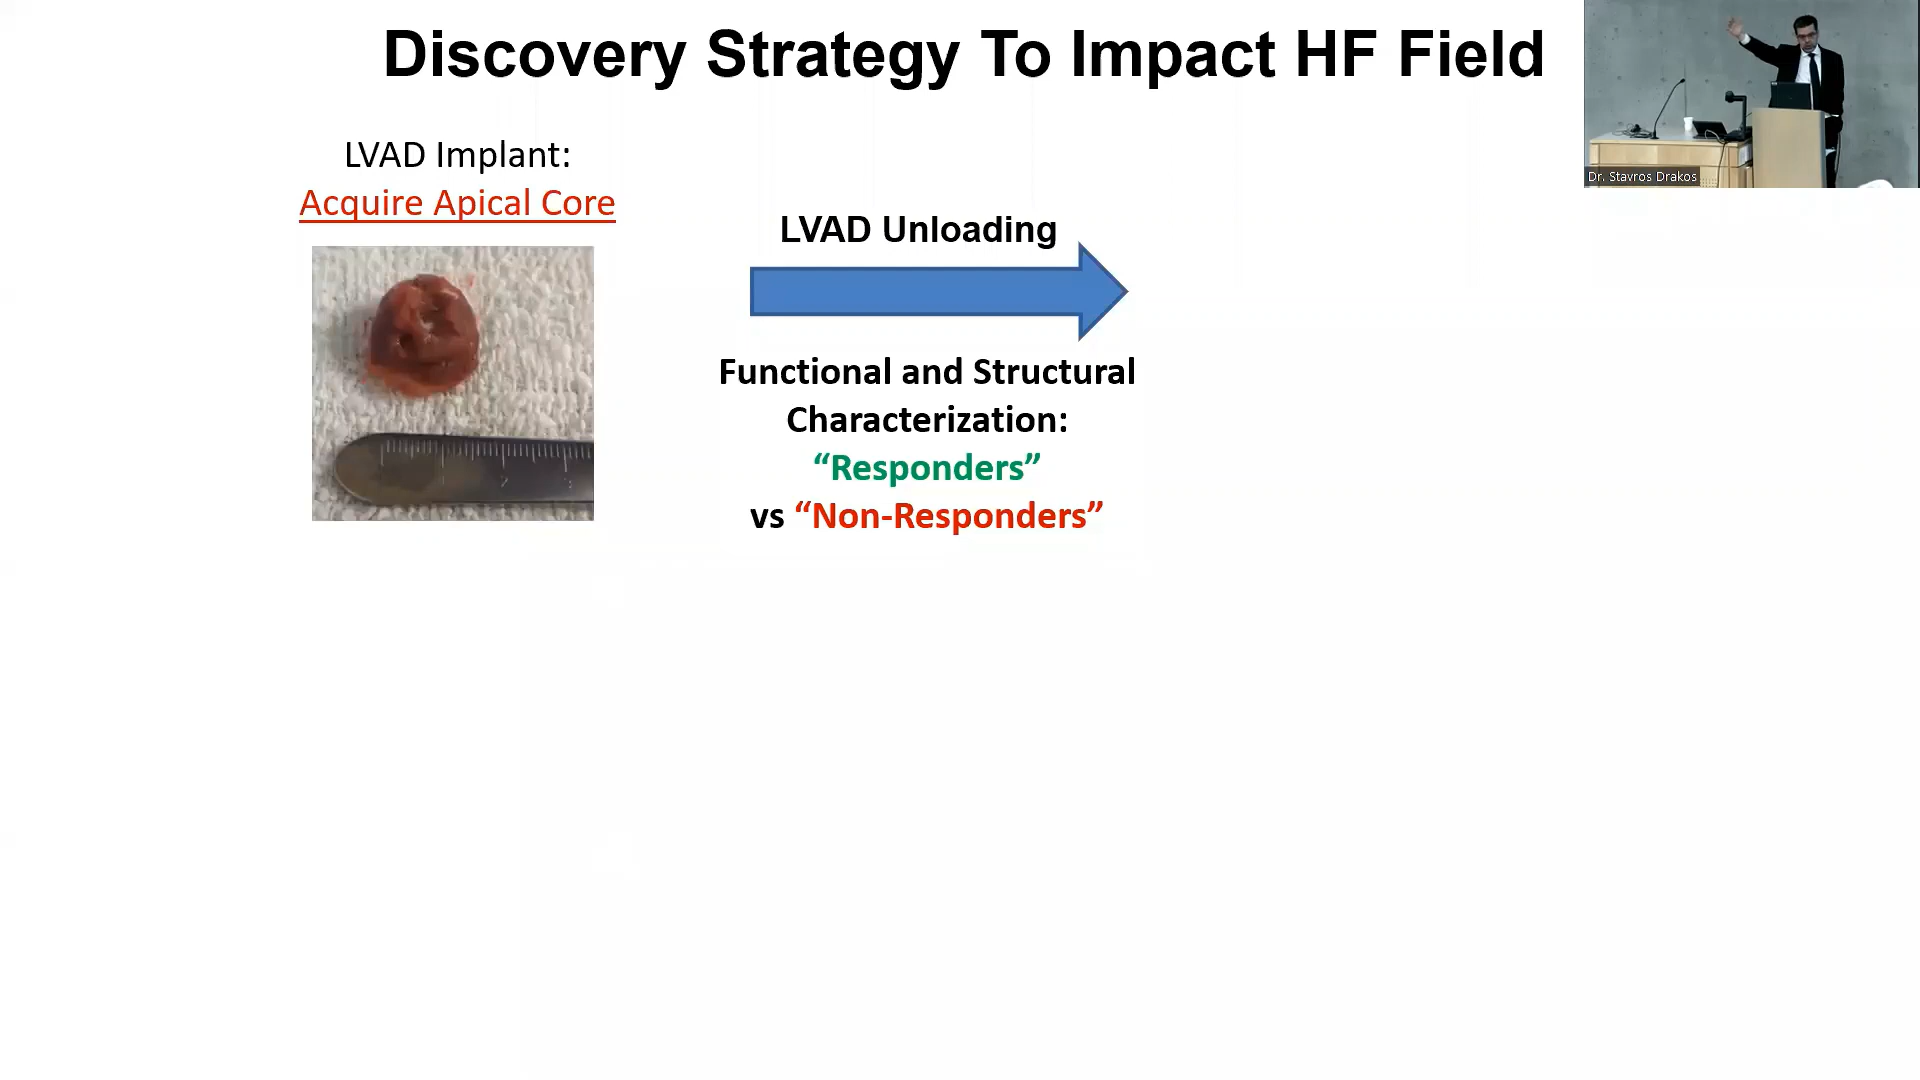 Discovery Strategy To Impact HF Field
Dr. Stavros Drakos
LVAD Implant:
Acquire Apical Core
LVAD Unloading
Functional and Structural
Characterization:
“Responders”
vs “Non-Responders”